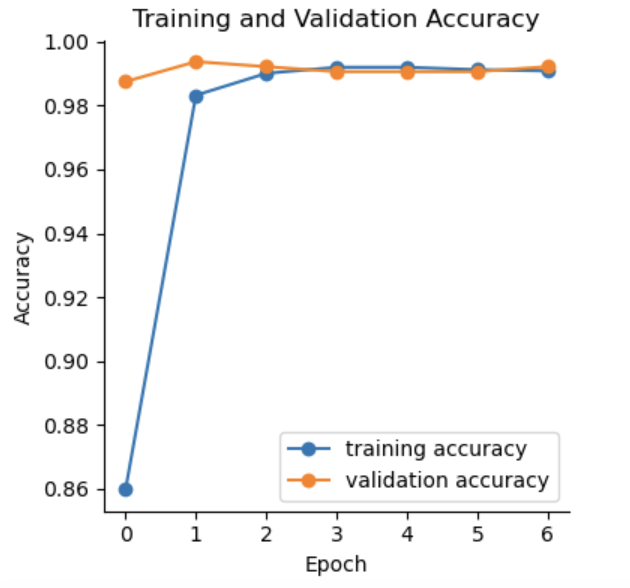 Training and Validation Accuracy
1.00
0.98
0.96
0.94
0.92
0.90
0.88
0.86
Accuracy
training accuracy
validation accuracy
0 1 2 3 4 5 6
Epoch